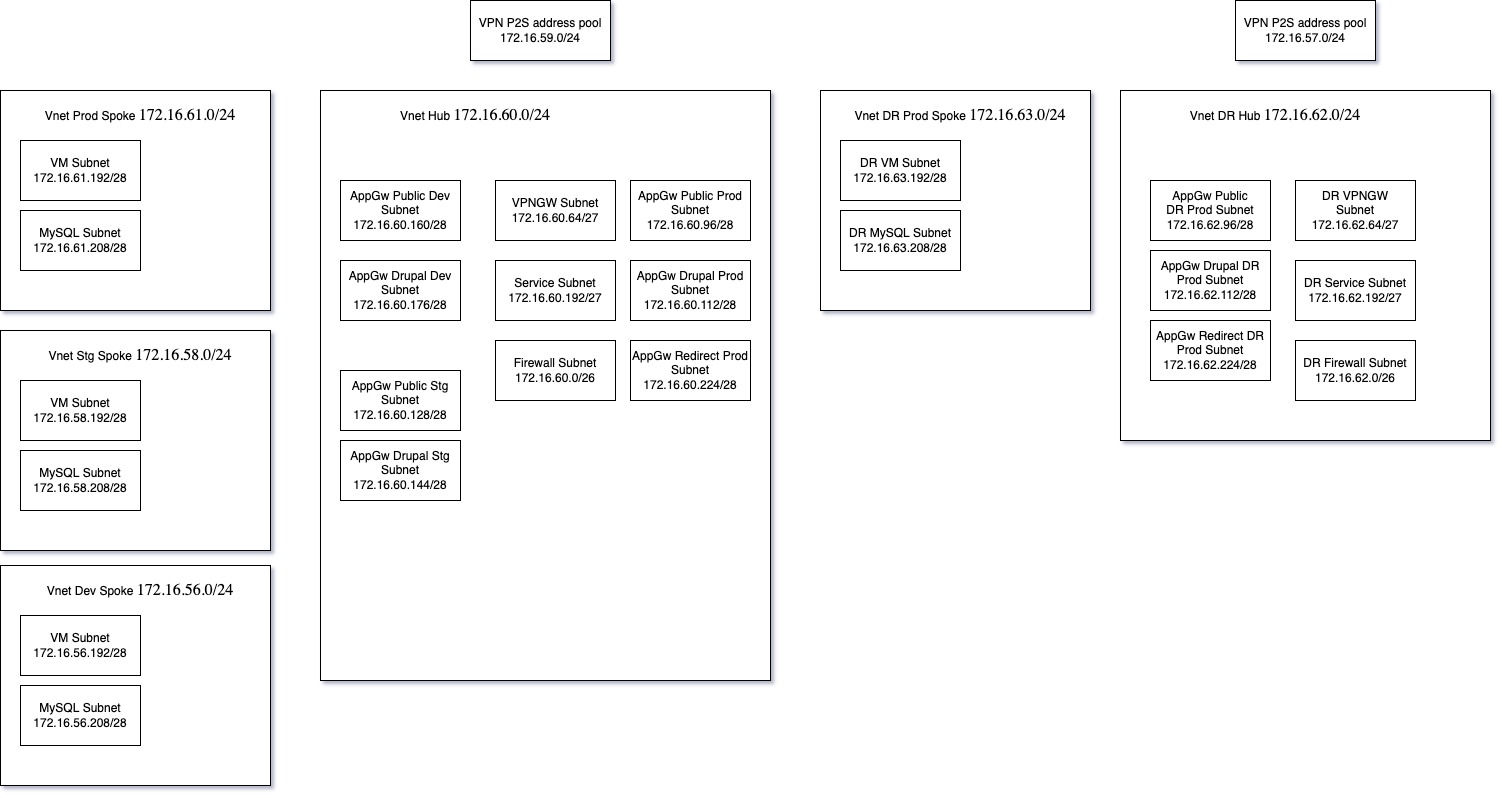 VPN P2S address pool
172.16.59.0/24
VPN P2S address pool
172.16.57.0/24
Vnet Prod Spoke 172.16.61.0/24
VM Subnet
172.16.61.192/28
MySQL Subnet
172.16.61.208/28
Vnet Stg Spoke 172.16.58.0/24
VM Subnet
172.16.58.192/28
MySQL Subnet
172.16.58.208/28
Vnet Dev Spoke 172.16.56.0/24
VM Subnet
172.16.56.192/28
MySQL Subnet
172.16.56.208/28
Vnet Hub 172.16.60.0/24
AppGw Public Dev
Subnet
172.16.60.160/28
AppGw Drupal Dev
Subnet
172.16.60.176/28
AppGw Public Stg
Subnet
172.16.60.128/28
AppGw Drupal Stg
Subnet
172.16.60.144/28
VPNGW Subnet
172.16.60.64/27
Service Subnet
172.16.60.192/27
Firewall Subnet
172.16.60.0/26
AppGw Public Prod
Subnet
172.16.60.96/28
AppGw Drupal Prod
Subnet
172.16.60.112/28
AppGw Redirect Prod
Subnet
172.16.60.224/28
Vnet DR Prod Spoke 172.16.63.0/24
DR VM Subnet
172.16.63.192/28
DR MySQL Subnet
172.16.63.208/28
Vnet DR Hub 172.16.62.0/24
AppGw Public
DR Prod Subnet
172.16.62.96/28
AppGw Drupal DR
Prod Subnet
172.16.62.112/28
AppGw Redirect DR
Prod Subnet
172.16.62.224/28
DR VPNGW
Subnet
172.16.62.64/27
DR Service Subnet
172.16.62.192/27
DR Firewall Subnet
172.16.62.0/26